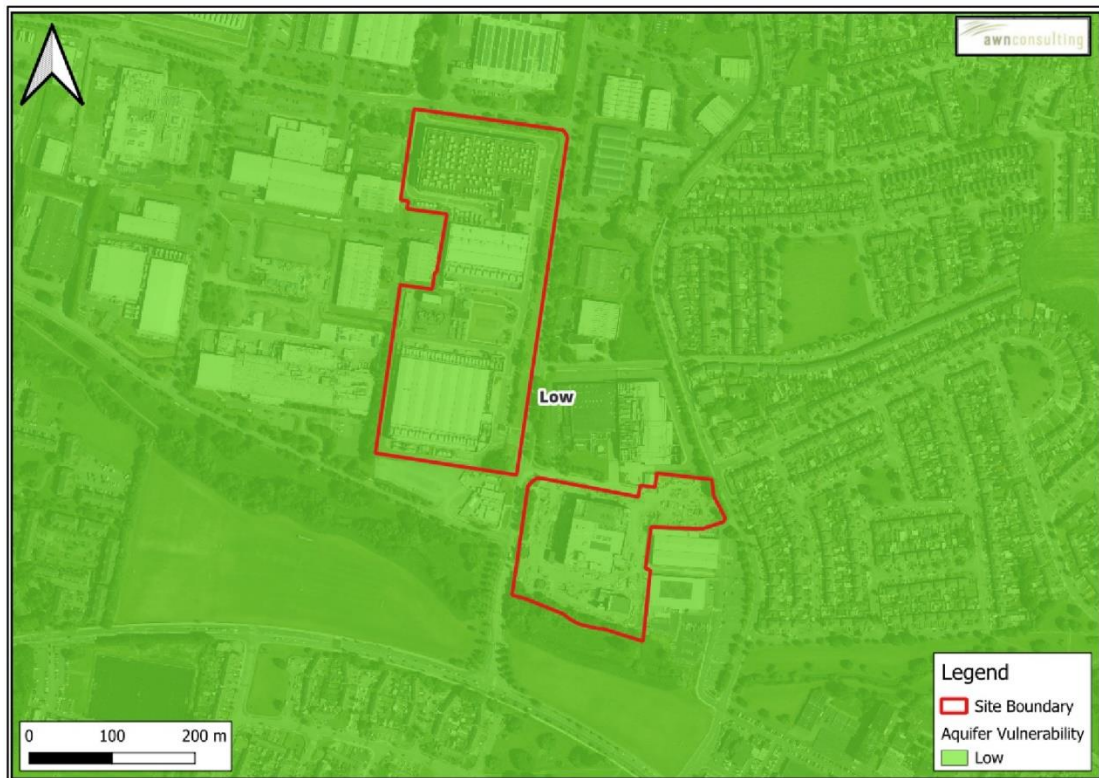 awnconsulting
Low
Legend
Site Boundary
Aquifer Vulnerability
Low
0 100 200 m